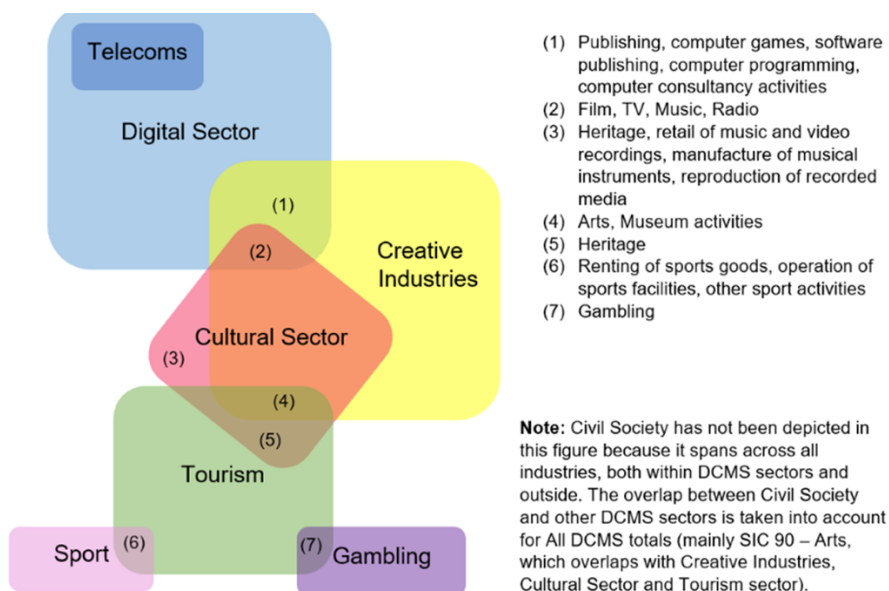 Telecoms
Digital Sector
(1)
(2)
Creative
Industries
Cultural Sector
(3)
(4)
(5)
Tourism
Sport
(6)
(7)
Gambling
(1) Publishing, computer games, software
publishing, computer programming,
computer consultancy activities
(2) Film, TV, Music, Radio
(3) Heritage, retail of music and video
recordings, manufacture of musical
instruments, reproduction of recorded
media
(4) Arts, Museum activities
(5) Heritage
(6) Renting of sports goods, operation of
sports facilities, other sport activities
(7) Gambling
Note: Civil Society has not been depicted in
this figure because it spans across all
industries, both within DCMS sectors and
outside. The overlap between Civil Society
and other DCMS sectors is taken into account
for All DCMS totals (mainly SIC 90 – Arts,
which overlaps with Creative Industries,
Cultural Sector and Tourism sector).